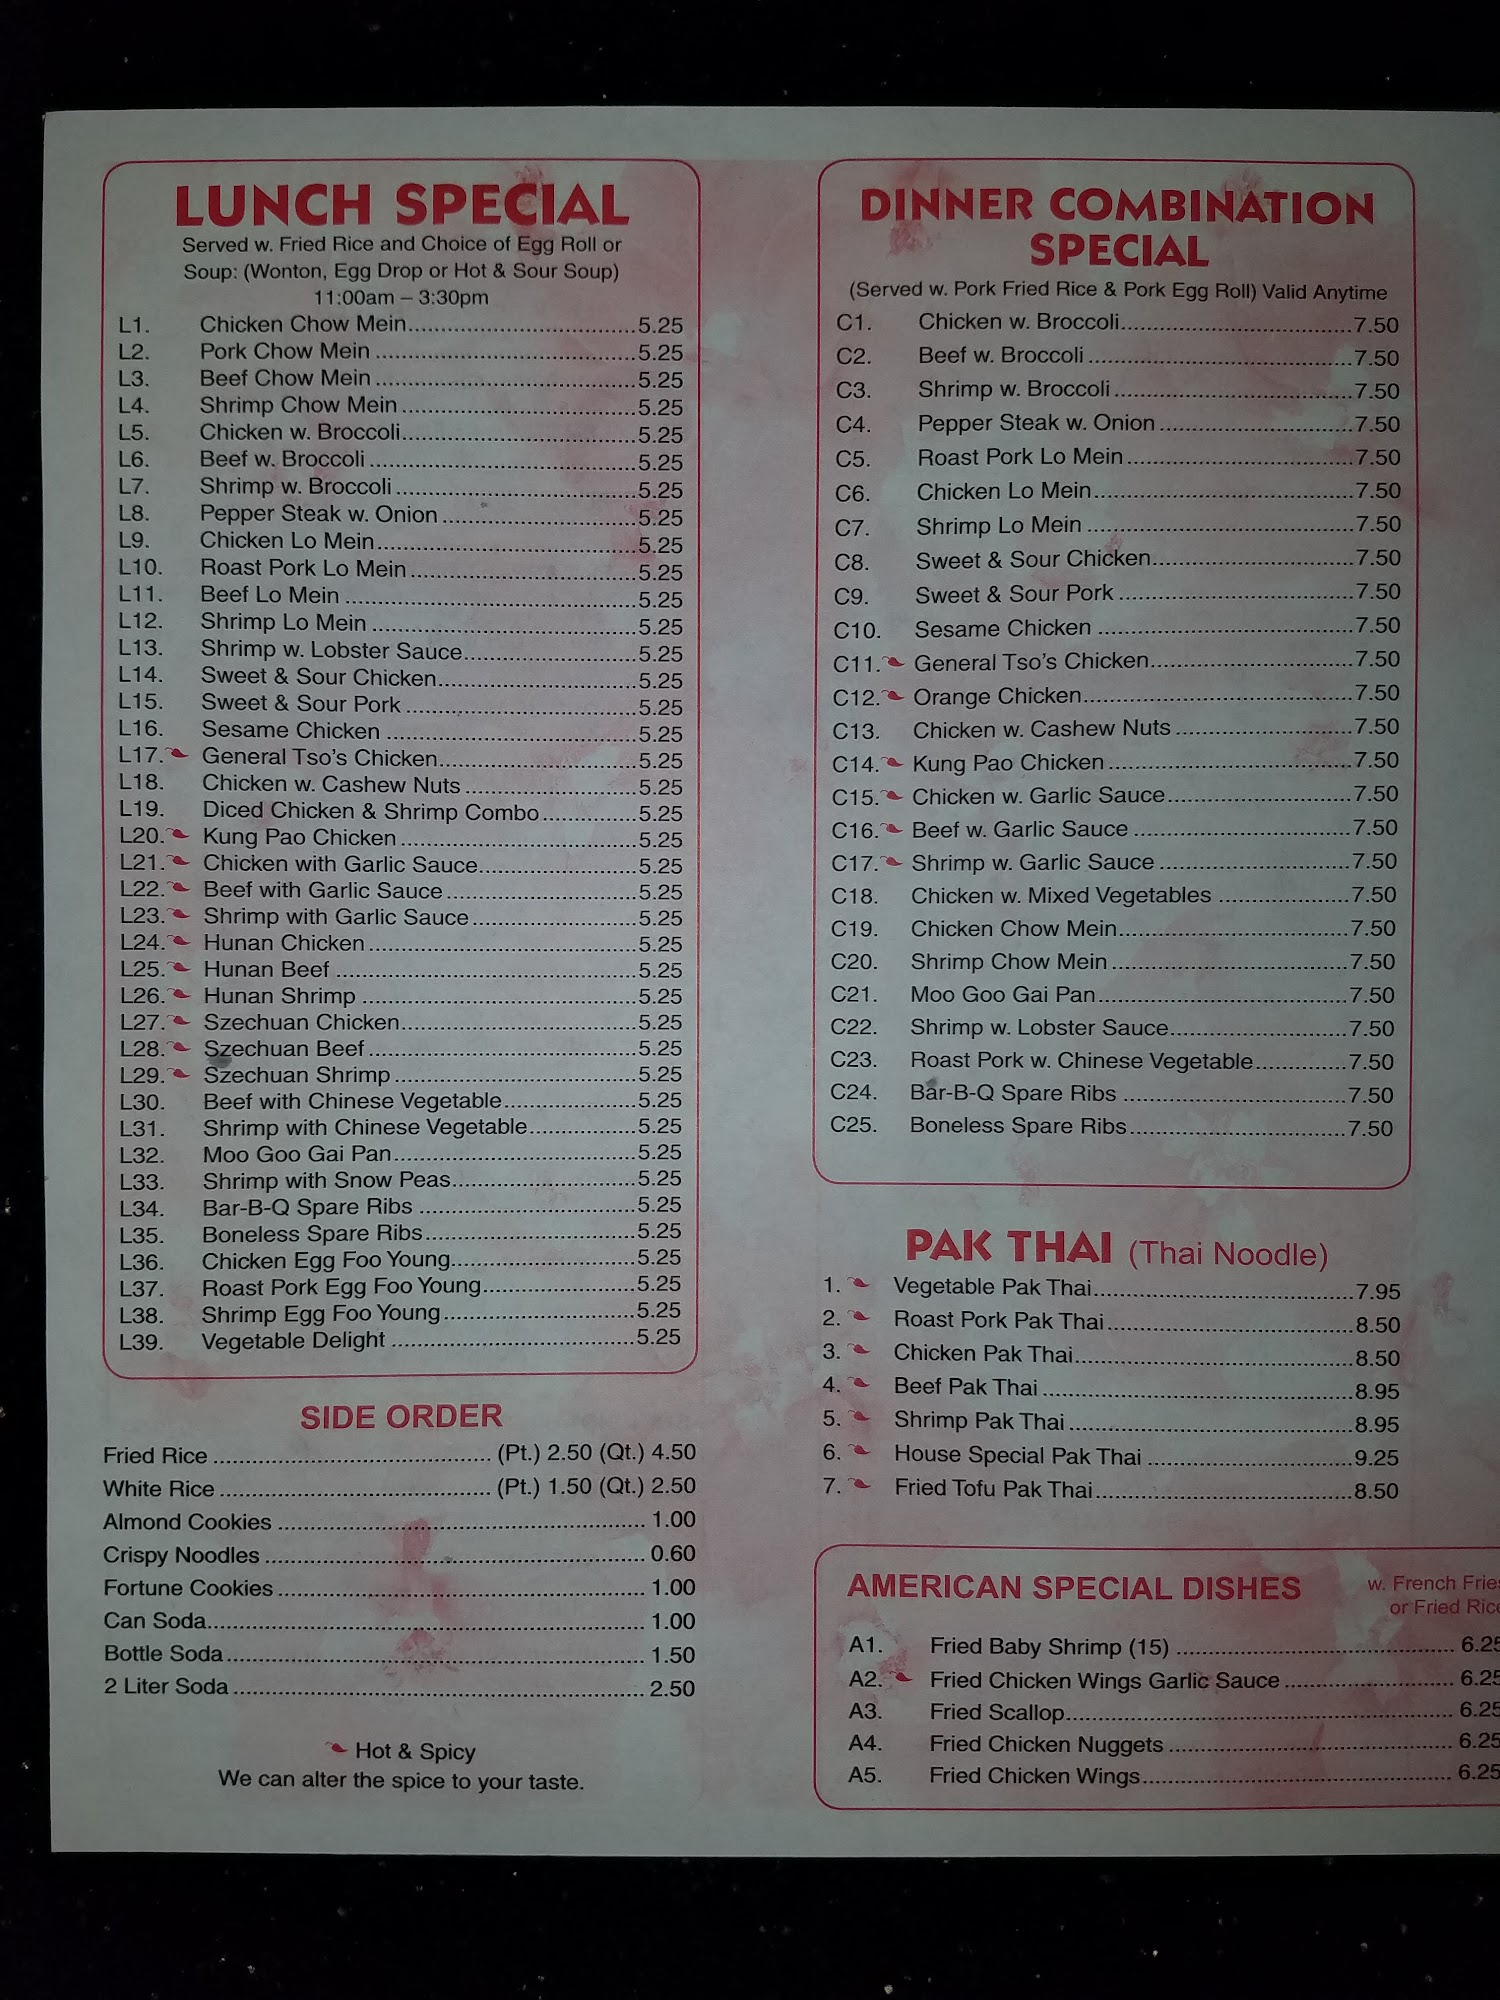 LUNCH SPECIAL
Served w. Fried Rice and Choice of Egg Roll or
Soup: (Wonton, Egg Drop or Hot & Sour Soup)
11:00am – 3:30pm
L1. Chicken Chow Mein 5.25
L2. Pork Chow Mein 5.25
L3. Beef Chow Mein 5.25
L4. Shrimp Chow Mein 5.25
L5. Chicken w. Broccoli 5.25
L6. Beef w. Broccoli 5.25
L7. Shrimp w. Broccoli 5.25
L8. Pepper Steak w. Onion 5.25
L9. Chicken Lo Mein 5.25
L10. Roast Pork Lo Mein 5.25
L11. Beef Lo Mein 5.25
L12. Shrimp Lo Mein 5.25
L13. Shrimp w. Lobster Sauce 5.25
L14. Sweet & Sour Chicken 5.25
L15. Sweet & Sour Pork 5.25
L16. Sesame Chicken 5.25
L17. General Tso's Chicken 5.25
L18. Chicken w. Cashew Nuts 5.25
L19. Diced Chicken & Shrimp Combo 5.25
L20. Kung Pao Chicken 5.25
L21. Chicken with Garlic Sauce 5.25
L22. Beef with Garlic Sauce 5.25
L23. Shrimp with Garlic Sauce 5.25
L24. Hunan Chicken 5.25
L25. Hunan Beef 5.25
L26. Hunan Shrimp 5.25
L27. Szechuan Chicken 5.25
L28. Szechuan Beef 5.25
L29. Szechuan Shrimp 5.25
L30. Beef with Chinese Vegetable 5.25
L31. Shrimp with Chinese Vegetable 5.25
L32. Moo Goo Gai Pan 5.25
L33. Shrimp with Snow Peas 5.25
L34. Bar-B-Q Spare Ribs 5.25
L35. Boneless Spare Ribs 5.25
L36. Chicken Egg Foo Young 5.25
L37. Roast Pork Egg Foo Young 5.25
L38. Shrimp Egg Foo Young 5.25
L39. Vegetable Delight 5.25
SIDE ORDER
Fried Rice (Pt.) 2.50 (Qt.) 4.50
White Rice (Pt.) 1.50 (Qt.) 2.50
Almond Cookies 1.00
Crispy Noodles 0.60
Fortune Cookies 1.00
Can Soda 1.00
Bottle Soda 1.50
2 Liter Soda 2.50
Hot & Spicy
We can alter the spice to your taste.
DINNER COMBINATION
SPECIAL
(Served w. Pork Fried Rice & Pork Egg Roll) Valid Anytime
C1. Chicken w. Broccoli 7.50
C2. Beef w. Broccoli 7.50
C3. Shrimp w. Broccoli 7.50
C4. Pepper Steak w. Onion 7.50
C5. Roast Pork Lo Mein 7.50
C6. Chicken Lo Mein 7.50
C7. Shrimp Lo Mein 7.50
C8. Sweet & Sour Chicken 7.50
C9. Sweet & Sour Pork 7.50
C10. Sesame Chicken 7.50
C11. General Tso's Chicken 7.50
C12. Orange Chicken 7.50
C13. Chicken w. Cashew Nuts 7.50
C14. Kung Pao Chicken 7.50
C15. Chicken w. Garlic Sauce 7.50
C16. Beef w. Garlic Sauce 7.50
C17. Shrimp w. Garlic Sauce 7.50
C18. Chicken w. Mixed Vegetables 7.50
C19. Chicken Chow Mein 7.50
C20. Shrimp Chow Mein 7.50
C21. Moo Goo Gai Pan 7.50
C22. Shrimp w. Lobster Sauce 7.50
C23. Roast Pork w. Chinese Vegetable 7.50
C24. Bar-B-Q Spare Ribs 7.50
C25. Boneless Spare Ribs 7.50
PAK THAI (Thai Noodle)
1. Vegetable Pak Thai 7.95
2. Roast Pork Pak Thai 8.50
3. Chicken Pak Thai 8.50
4. Beef Pak Thai 8.95
5. Shrimp Pak Thai 8.95
6. House Special Pak Thai 9.25
7. Fried Tofu Pak Thai 8.50
AMERICAN SPECIAL DISHES w. French Fries
or Fried Rice
A1. Fried Baby Shrimp (15) 6.25
A2. Fried Chicken Wings Garlic Sauce 6.25
A3. Fried Scallop 6.25
A4. Fried Chicken Nuggets 6.25
A5. Fried Chicken Wings 6.25